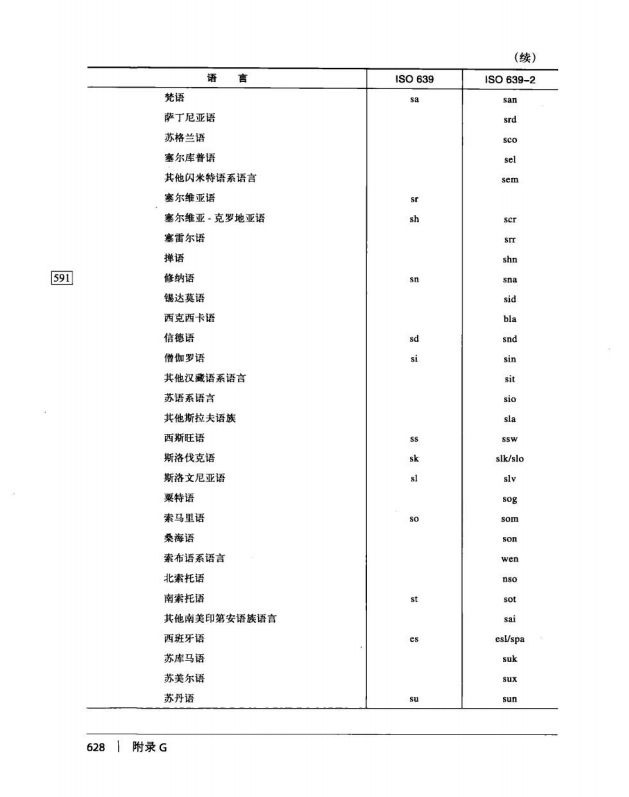 (续)
语 言 ISO 639 ISO 639-2
梵语 sa san
萨丁尼亚语 srd
苏格兰语 sco
塞尔库普语 sel
其他闪米特语系语言 sem
塞尔维亚语 sr
塞尔维亚-克罗地亚语 sh scr
塞雷尔语 srr
掸语 shn
591 修纳语 sn sna
锡达莫语 sid
西克西卡语 bla
信德语 sd snd
僧伽罗语 si sin
其他汉藏语系语言 sit
苏语系语言 sio
其他斯拉夫语族 sla
西斯旺语 ss ssw
斯洛伐克语 sk slk/slo
斯洛文尼亚语 sl slv
粟特语 sog
索马里语 so som
桑海语 son
索布语系语言 wen
北索托语 nso
南索托语 st sot
其他南美印第安语族语言 sai
西班牙语 es esl/spa
苏库马语 suk
苏美尔语 sux
苏丹语 su sun
628 | 附录 G